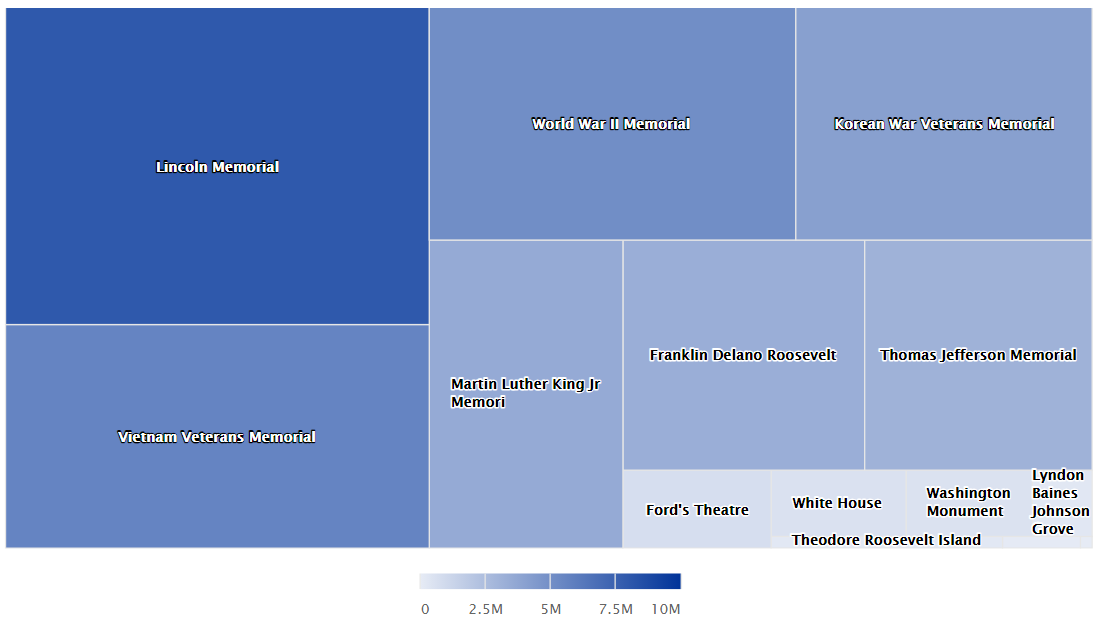 Lincoln Memorial
World War II Memorial
Korean War Veterans Memorial
Vietnam Veterans Memorial
Martin Luther King Jr
Memori
Franklin Delano Roosevelt
Thomas Jefferson Memorial
Ford's Theatre
White House
Washington
Monument
Lyndon
Baines
Johnson
Grove
Theodore Roosevelt Island
0 2.5M 5M 7.5M 10M